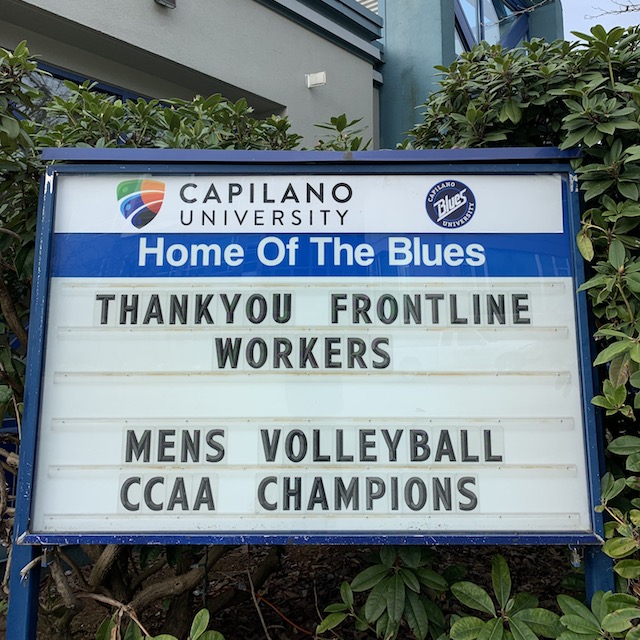 CAPILANO
UNIVERSITY
CAPILANO
Blues
UNIVERSITY
Home Of The Blues
THANKYOU FRONTLINE
WORKERS
MENS VOLLEYBALL
CCAA CHAMPIONS